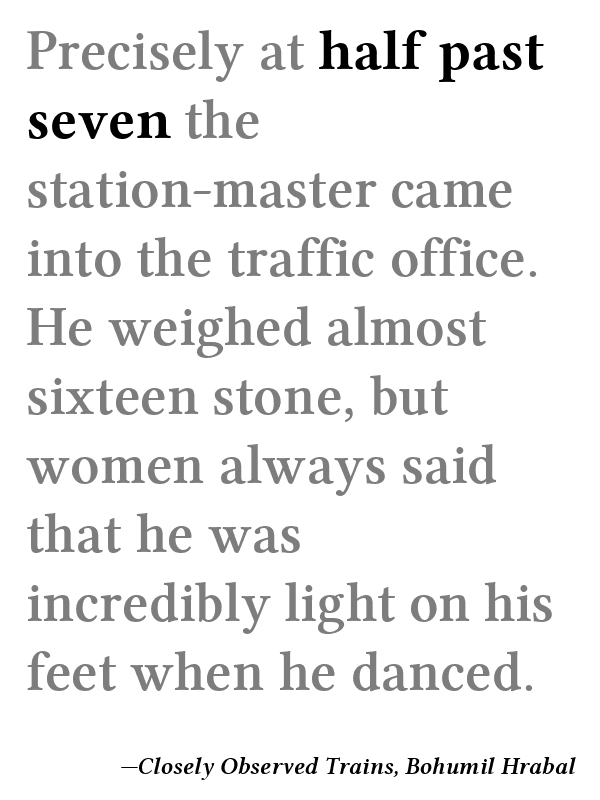 Precisely at half past
seven the
station-master came
into the traffic office.
He weighed almost
sixteen stone, but
women always said
that he was
incredibly light on his
feet when he danced.
—Closely Observed Trains, Bohumil Hrabal